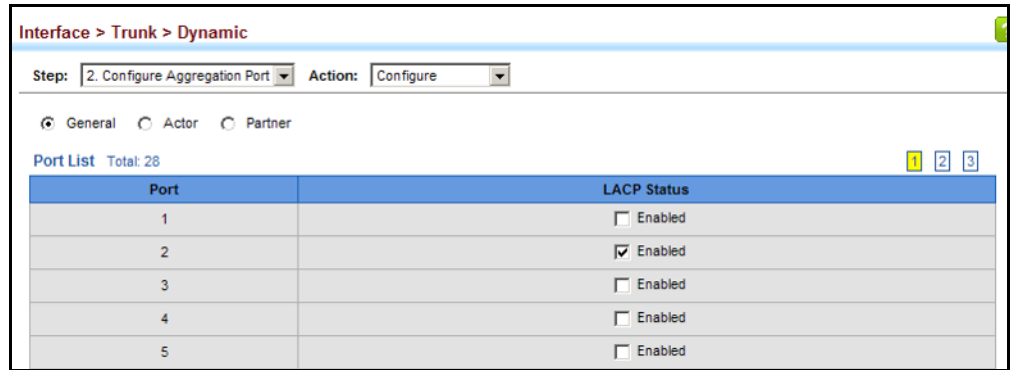 Interface > Trunk > Dynamic
Step: 2. Configure Aggregation Port Action: Configure
General Actor Partner
Port List Total: 28 1 2 3
Port LACP Status
1 Enabled
2 Enabled
3 Enabled
4 Enabled
5 Enabled